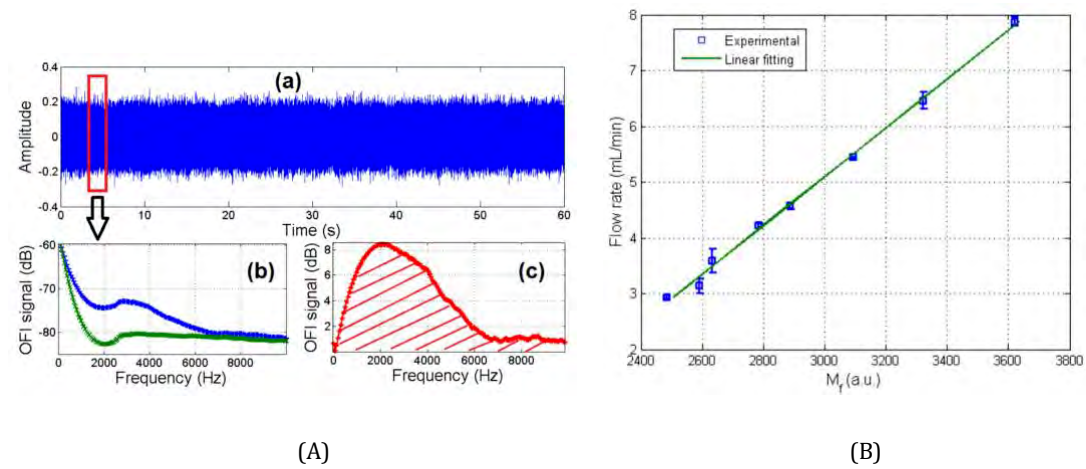 (a)
0.4
0.2
0
-0.2
-0.4
Amplitude
0 10 20 30 40 50 60
Time (s)
(b)
-60
-70
-80
OFI signal (dB)
0 2000 4000 6000 8000
Frequency (Hz)
(c)
8
6
4
2
OFI signal (dB)
0 2000 4000 6000 8000
Frequency (Hz)
(A)
Experimental
Linear fitting
8
7
6
5
4
3
2
Flow rate (mL/min)
2400 2600 2800 3000 3200 3400 3600 3800
Mf (a.u.)
(B)